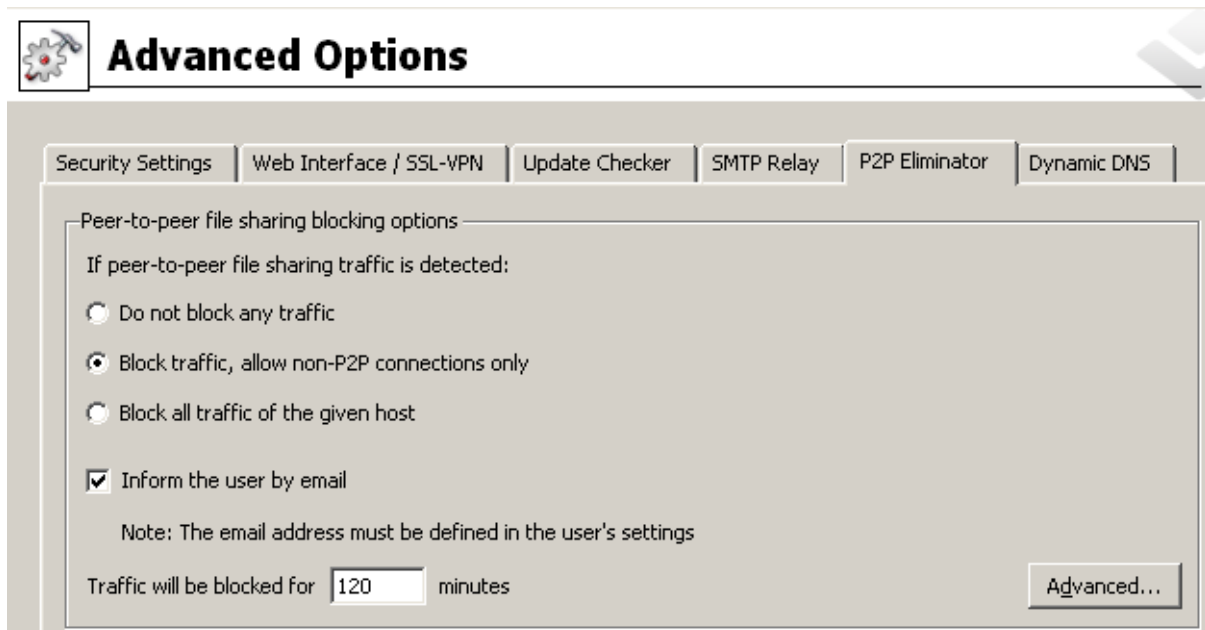 Advanced Options
Security Settings Web Interface / SSL-VPN Update Checker SMTP Relay P2P Eliminator Dynamic DNS
Peer-to-peer file sharing blocking options
If peer-to-peer file sharing traffic is detected:
Do not block any traffic
Block traffic, allow non-P2P connections only
Block all traffic of the given host
Inform the user by email
Note: The email address must be defined in the user's settings
Traffic will be blocked for 120 minutes Advanced...